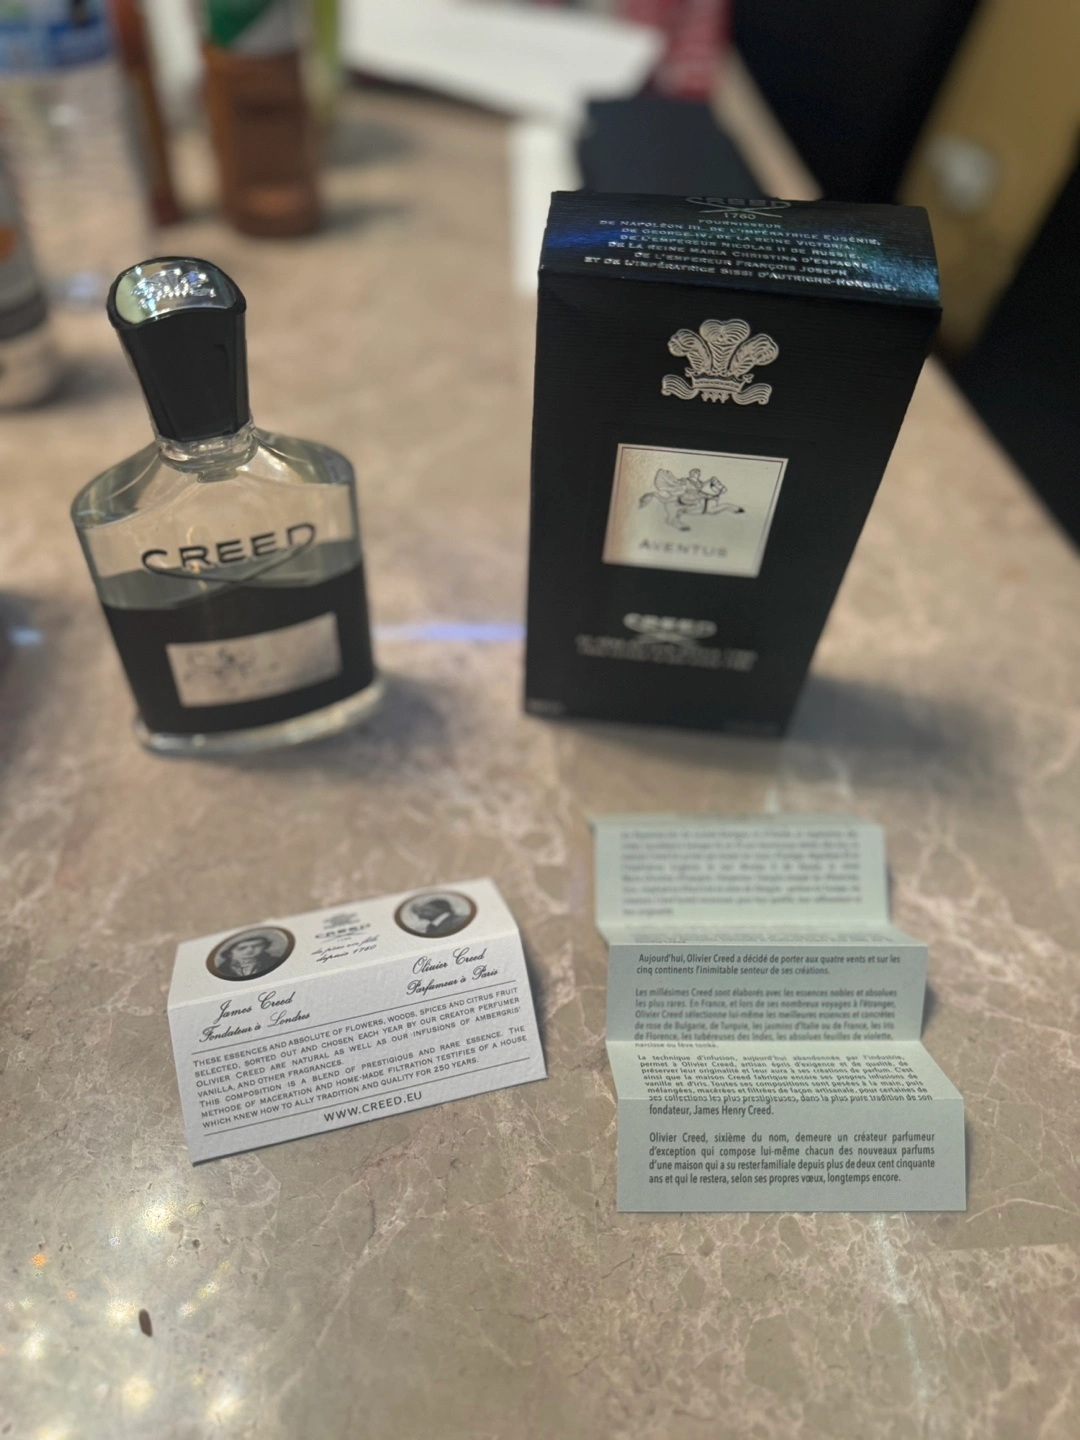 CREED
CREED
1760
FOURNISSEUR
DE NAPOLÉON III, DE L'IMPÉRATRICE EUGÉNIE,
DE GEORGE-IV, DE LA REINE VICTORIA,
DE L'EMPEREUR NICOLAS II DE RUSSIE,
DE LA REINE MARIA CHRISTINA D'ESPAGNE,
DE L'EMPEREUR FRANÇOIS JOSEPH
ET DE L'IMPÉRATRICE SISSI D'AUTRICHE-HONGRIE.
AVENTUS
CREED
CREED
de père en fils
depuis 1760
James Creed
Fondateur à Londres
Olivier Creed
Parfumeur à Paris
THESE ESSENCES AND ABSOLUTE OF FLOWERS, WOODS, SPICES AND CITRUS FRUIT
SELECTED, SORTED OUT AND CHOSEN EACH YEAR BY OUR CREATOR PERFUMER
OLIVIER CREED ARE NATURAL AS WELL AS OUR INFUSIONS OF AMBERGRIS'
VANILLA, AND OTHER FRAGRANCES.
THIS COMPOSITION IS A BLEND OF PRESTIGIOUS AND RARE ESSENCE. THE
METHODE OF MACERATION AND HOME-MADE FILTRATION TESTIFIES OF A HOUSE
WHICH KNEW HOW TO ALLY TRADITION AND QUALITY FOR 250 YEARS.
WWW.CREED.EU
Aujourd'hui, Olivier Creed a décidé de porter aux quatre vents et sur les
cinq continents l'inimitable senteur de ses créations.
Les millésimes Creed sont élaborés avec les essences nobles et absolues
les plus rares. En France, et lors de ses nombreux voyages à l'étranger,
Olivier Creed sélectionne lui-même les meilleures essences et concrètes
de rose de Bulgarie, de Turquie, les jasmins d'Italie ou de France, les iris
de Florence, les tubéreuses des Indes, les absolues feuilles de violette,
narcisse ou fève tonka.
La technique d'infusion, aujourd'hui abandonnée par l'industrie,
permet à Olivier Creed, artisan épris d'exigence et de qualité, de
préserver leur originalité et leur aura à ses créations de parfum. C'est
ainsi que la maison Creed fabrique encore ses propres infusions de
vanille et d'iris. Toutes ses compositions sont pesées à la main, puis
mélangées, macérées et filtrées de façon artisanale, pour certaines de
ses collections les plus prestigieuses, dans la plus pure tradition de son
fondateur, James Henry Creed.
Olivier Creed, sixième du nom, demeure un créateur parfumeur
d'exception qui compose lui-même chacun des nouveaux parfums
d'une maison qui a su rester familiale depuis plus de deux cent cinquante
ans et qui le restera, selon ses propres vœux, longtemps encore.